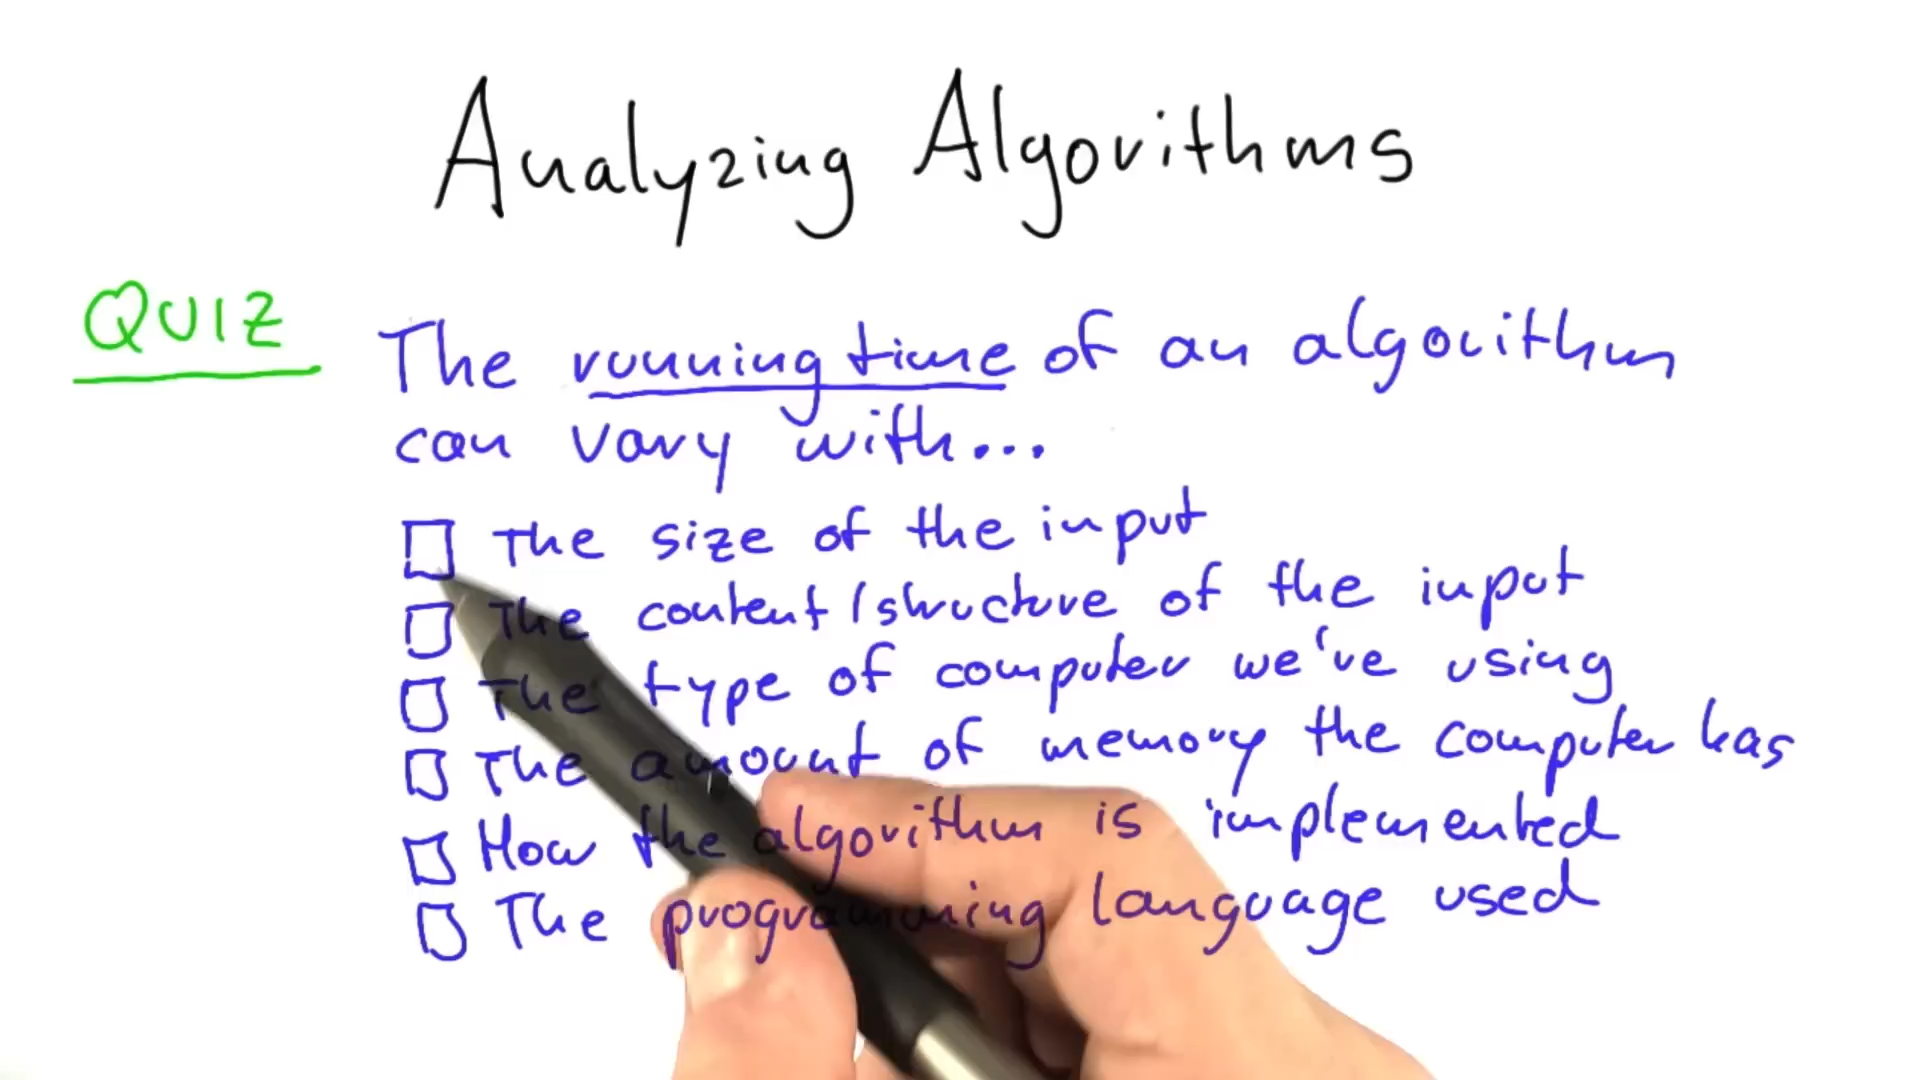 Analyzing Algorithms
QUIZ
The running time of an algorithm
can vary with...
The size of the input
The content/structure of the input
The type of computer we've using
The amount of memory the computer has
How the algorithm is implemented
The programming language used